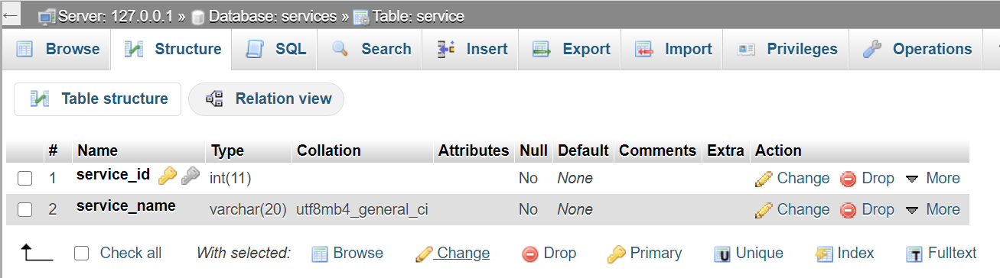 ← Server: 127.0.0.1 » Database: services » Table: service
Browse Structure SQL Search Insert Export Import Privileges Operations
Table structure Relation view
# Name Type Collation Attributes Null Default Comments Extra Action
1 service_id int(11) No None Change Drop More
2 service_name varchar(20) utf8mb4_general_ci No None Change Drop More
Check all With selected: Browse Change Drop Primary Unique Index Fulltext